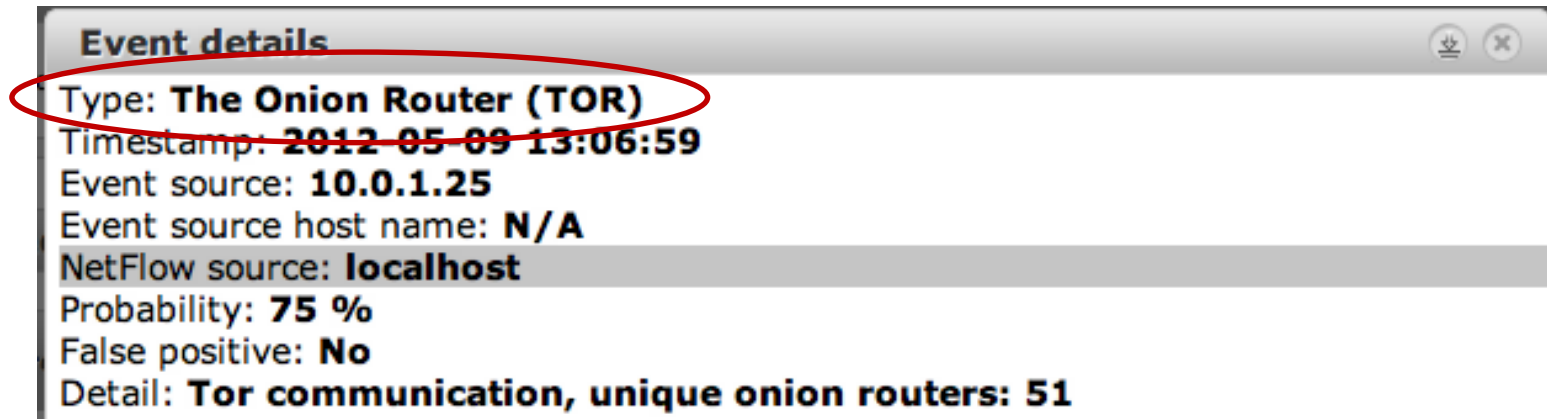 Event details
Type: The Onion Router (TOR)
Timestamp: 2012-05-09 13:06:59
Event source: 10.0.1.25
Event source host name: N/A
NetFlow source: localhost
Probability: 75 %
False positive: No
Detail: Tor communication, unique onion routers: 51